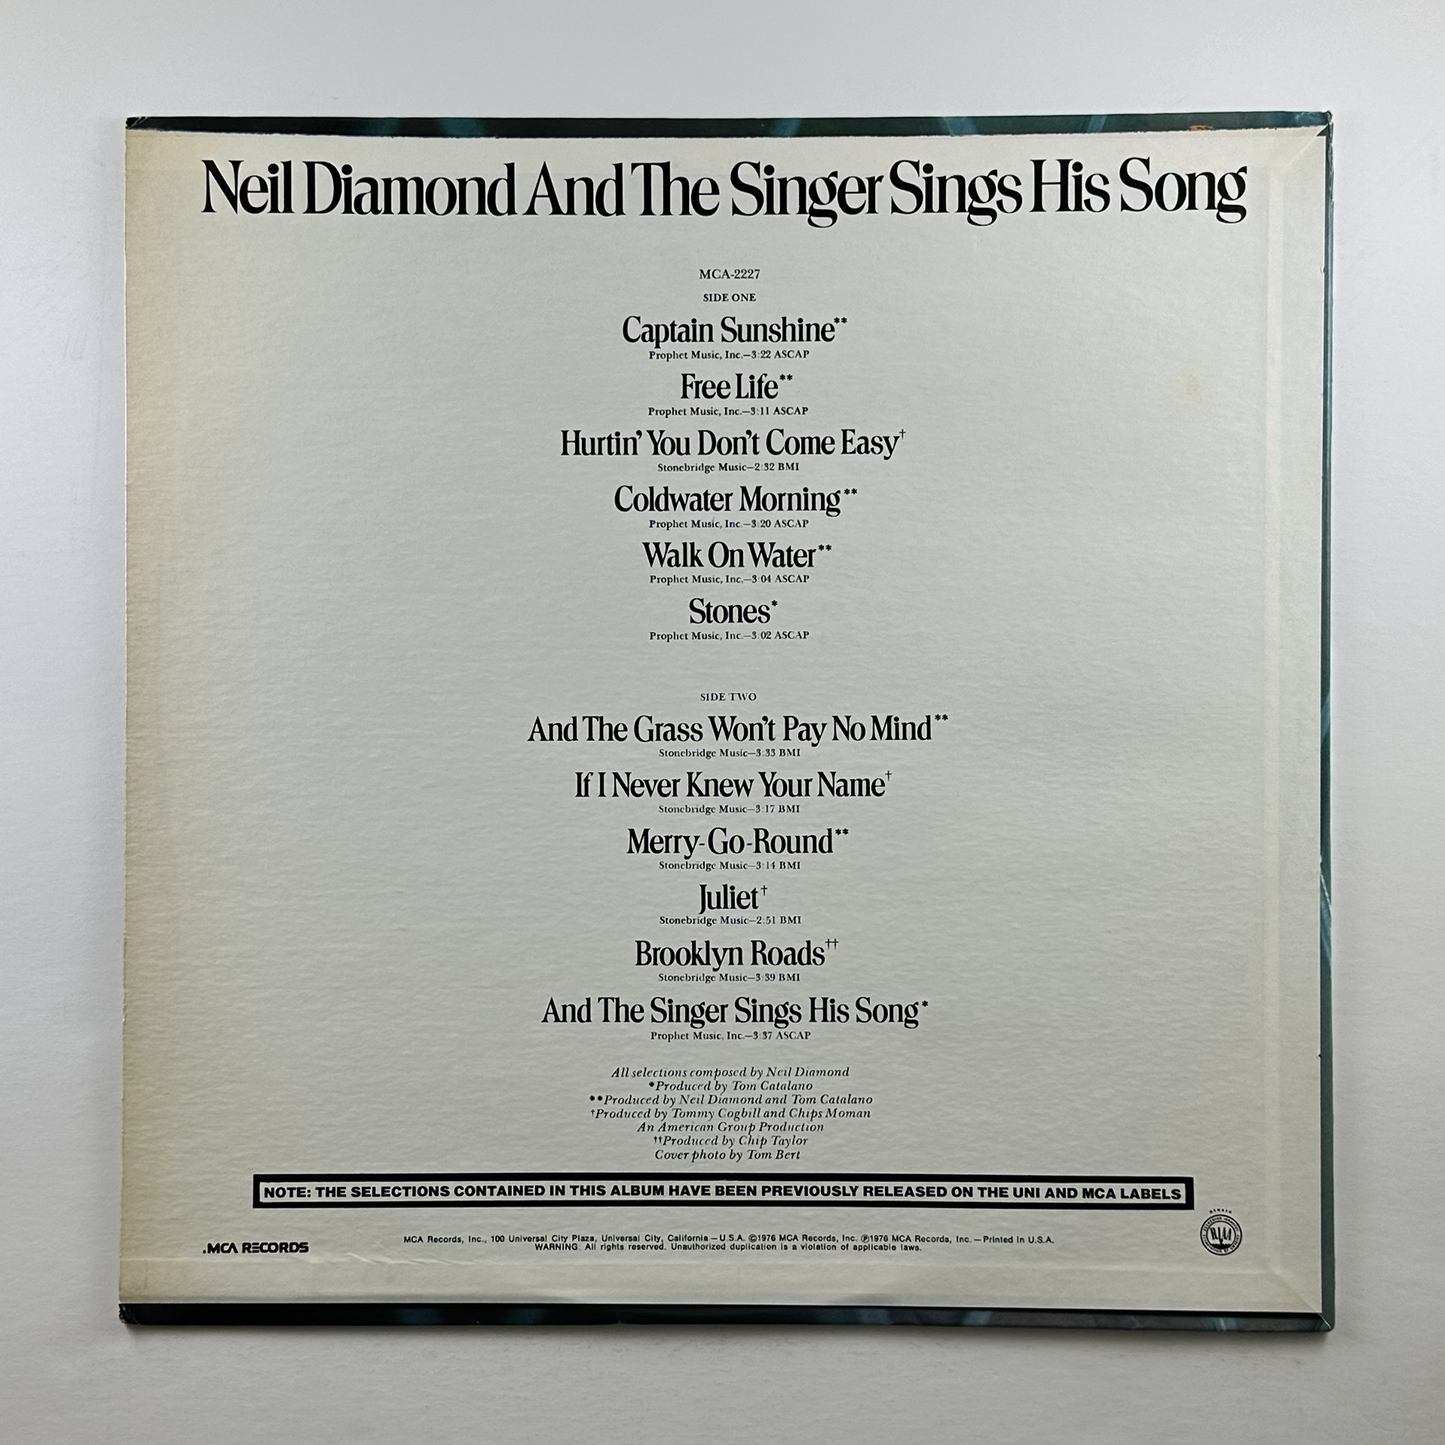 Neil Diamond And The Singer Sings His Song
MCA-2227
SIDE ONE
Captain Sunshine**
Prophet Music, Inc.—3:22 ASCAP
Free Life**
Prophet Music, Inc.—3:11 ASCAP
Hurtin' You Don't Come Easy†
Stonebridge Music—2:32 BMI
Coldwater Morning**
Prophet Music, Inc.—3:20 ASCAP
Walk On Water**
Prophet Music, Inc.—3:04 ASCAP
Stones*
Prophet Music, Inc.—3:02 ASCAP
SIDE TWO
And The Grass Won't Pay No Mind**
Stonebridge Music—3:33 BMI
If I Never Knew Your Name†
Stonebridge Music—3:17 BMI
Merry-Go-Round**
Stonebridge Music—3:14 BMI
Juliet†
Stonebridge Music—2:51 BMI
Brooklyn Roads††
Stonebridge Music—3:39 BMI
And The Singer Sings His Song*
Prophet Music, Inc.—3:37 ASCAP
All selections composed by Neil Diamond
*Produced by Tom Catalano
**Produced by Neil Diamond and Tom Catalano
†Produced by Tommy Cogbill and Chips Moman
An American Group Production
††Produced by Chip Taylor
Cover photo by Tom Bert
NOTE: THE SELECTIONS CONTAINED IN THIS ALBUM HAVE BEEN PREVIOUSLY RELEASED ON THE UNI AND MCA LABELS
.MCA RECORDS
MCA Records, Inc., 100 Universal City Plaza, Universal City, California — U.S.A. ©1976 MCA Records, Inc. ℗1976 MCA Records, Inc. — Printed in U.S.A.
WARNING: All rights reserved. Unauthorized duplication is a violation of applicable laws.
RIAA